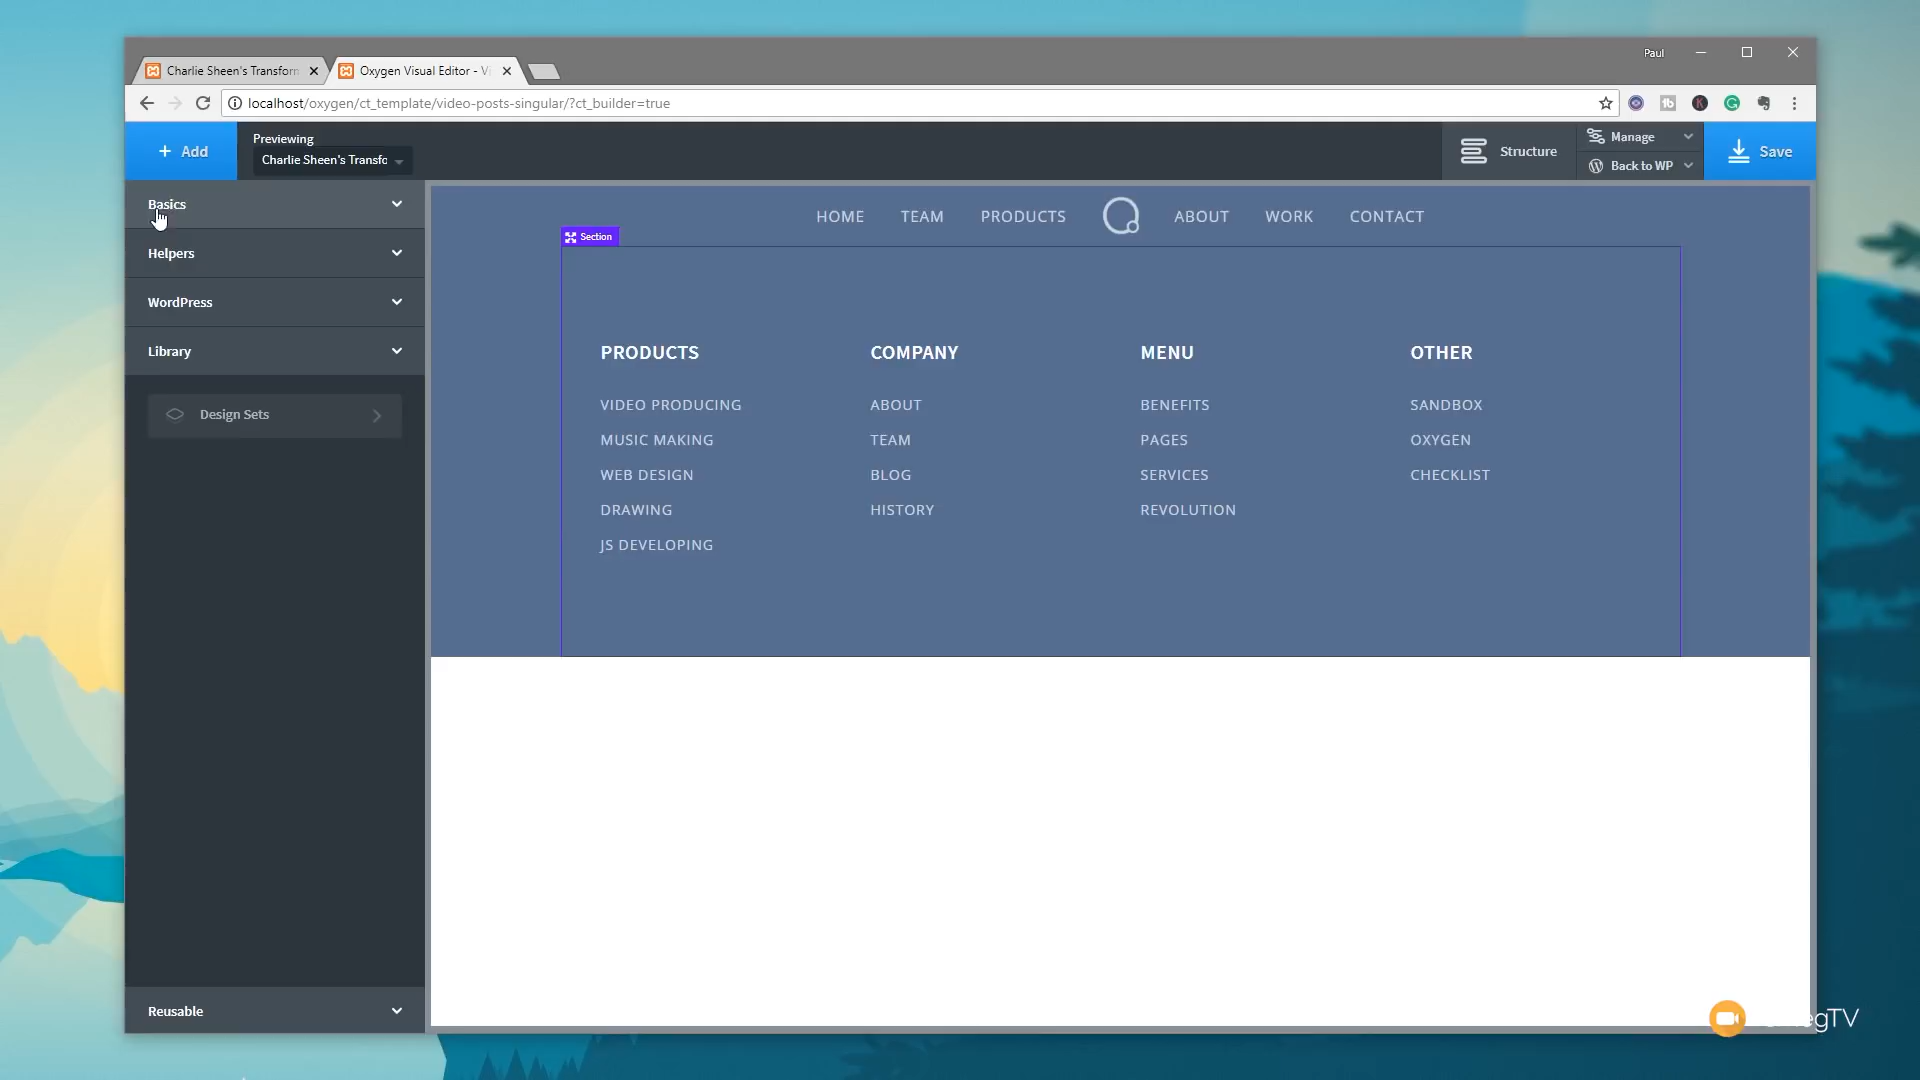 Paul
Charlie Sheen's Transform
Oxygen Visual Editor - Vi
localhost/oxygen/ct_template/video-posts-singular/?ct_builder=true
+ Add
Previewing
Charlie Sheen's Transfo
Structure
Manage
Back to WP
Save
Basics
Helpers
WordPress
Library
Design Sets
Reusable
HOME TEAM PRODUCTS ABOUT WORK CONTACT
Section
PRODUCTS
VIDEO PRODUCING
MUSIC MAKING
WEB DESIGN
DRAWING
JS DEVELOPING
COMPANY
ABOUT
TEAM
BLOG
HISTORY
MENU
BENEFITS
PAGES
SERVICES
REVOLUTION
OTHER
SANDBOX
OXYGEN
CHECKLIST